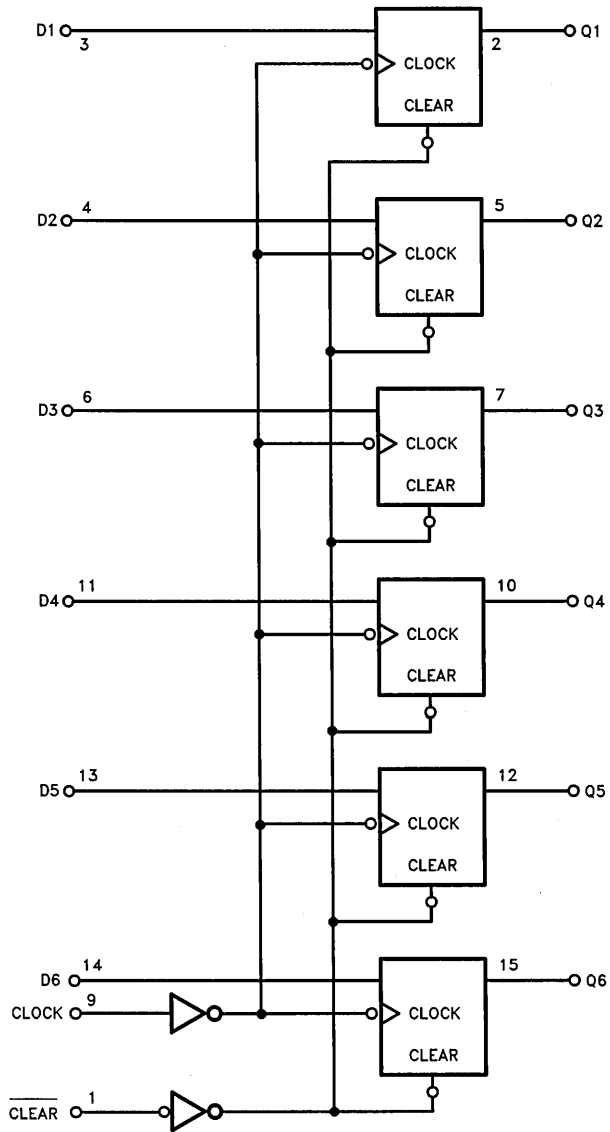 D1 3 2 Q1
CLOCK
CLEAR
D2 4 5 Q2
CLOCK
CLEAR
D3 6 7 Q3
CLOCK
CLEAR
D4 11 10 Q4
CLOCK
CLEAR
D5 13 12 Q5
CLOCK
CLEAR
D6 14 15 Q6
CLOCK 9 CLOCK
CLEAR
CLEAR 1